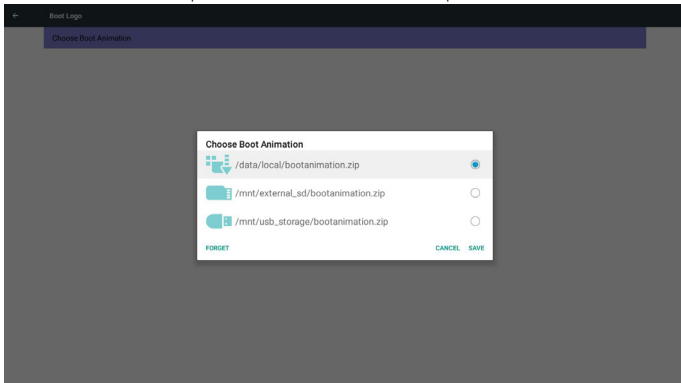 Boot Logo
Choose Boot Animation
Choose Boot Animation
/data/local/bootanimation.zip
/mnt/external_sd/bootanimation.zip
/mnt/usb_storage/bootanimation.zip
FORGET CANCEL SAVE